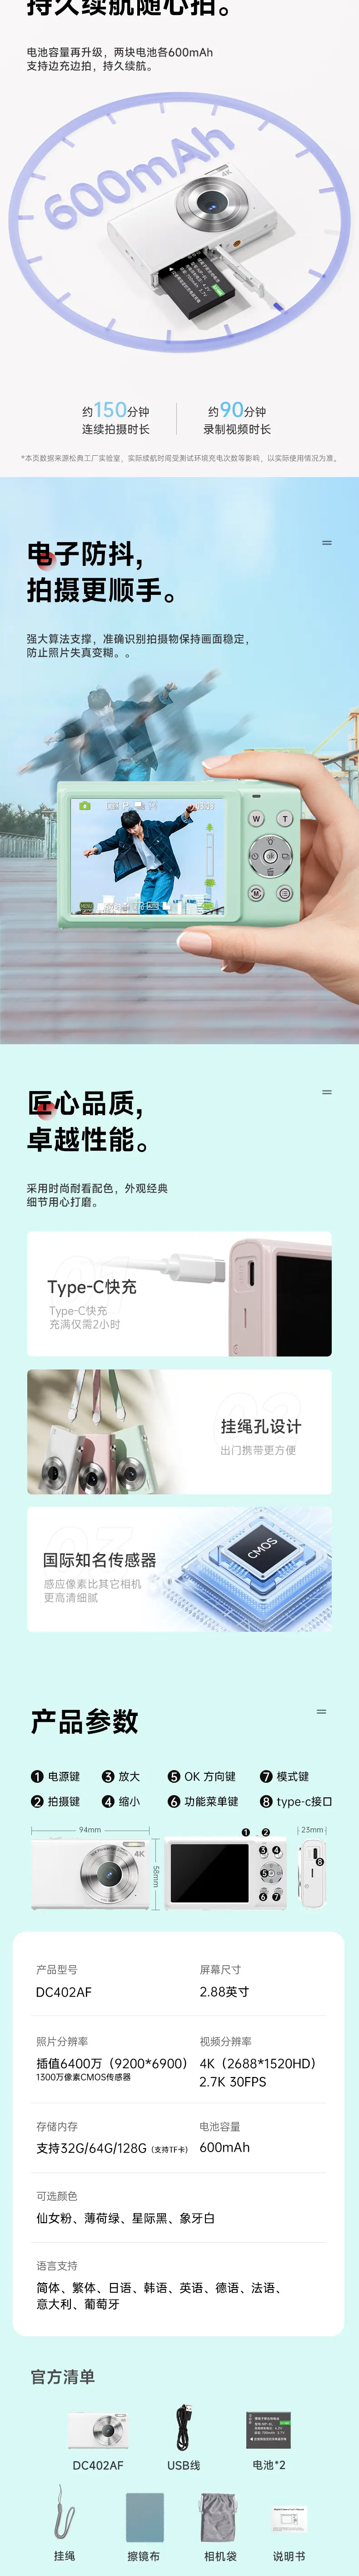 持久续航随心拍。
电池容量再升级，两块电池各600mAh
支持边充边拍，持久续航。
600mAh
4K
约150分钟
连续拍摄时长
约90分钟
录制视频时长
*本页数据来源松典工厂实验室，实际续航时间受测试环境充电次数等影响，以实际使用情况为准。
电子防抖，
拍摄更顺手。
强大算法支撑，准确识别拍摄物保持画面稳定，
防止照片失真变糊。。
W
T
OK
M
MENU
匠心品质，
卓越性能。
采用时尚耐看配色，外观经典
细节用心打磨。
01
Type-C快充
Type-C快充
充满仅需2小时
02
挂绳孔设计
出门携带更方便
03
国际知名传感器
感应像素比其它相机
更高清细腻
CMOS
产品参数
1 电源键
3 放大
5 OK 方向键
7 模式键
2 拍摄键
4 缩小
6 功能菜单键
8 type-c接口
94mm
58mm
23mm
4K
1
2
3
4
5
6
7
8
产品型号
DC402AF
屏幕尺寸
2.88英寸
照片分辨率
插值6400万（9200*6900）
1300万像素CMOS传感器
视频分辨率
4K（2688*1520HD）
2.7K 30FPS
存储内存
支持32G/64G/128G（支持TF卡）
电池容量
600mAh
可选颜色
仙女粉、薄荷绿、星际黑、象牙白
语言支持
简体、繁体、日语、韩语、英语、德语、法语、
意大利、葡萄牙
官方清单
DC402AF
USB线
电池*2
挂绳
擦镜布
相机袋
说明书